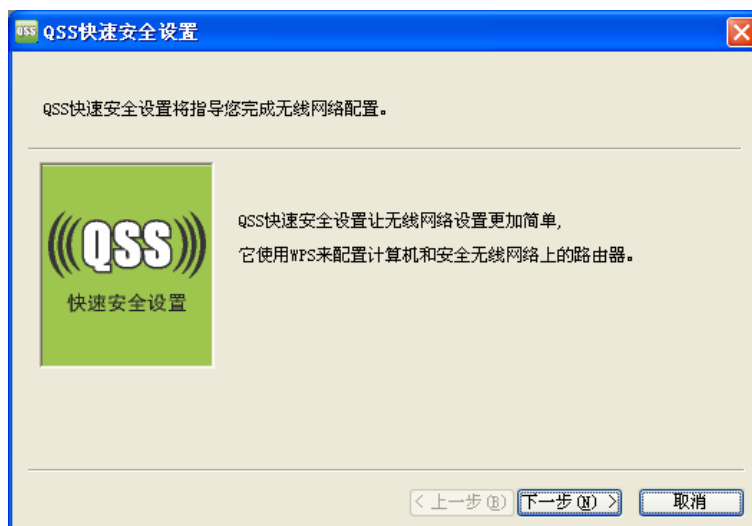 QSS QSS快速安全设置
QSS快速安全设置将指导您完成无线网络配置。
(((QSS)))
快速安全设置
QSS快速安全设置让无线网络设置更加简单,
它使用WPS来配置计算机和安全无线网络上的路由器。
< 上一步(B) 下一步(N) > 取消